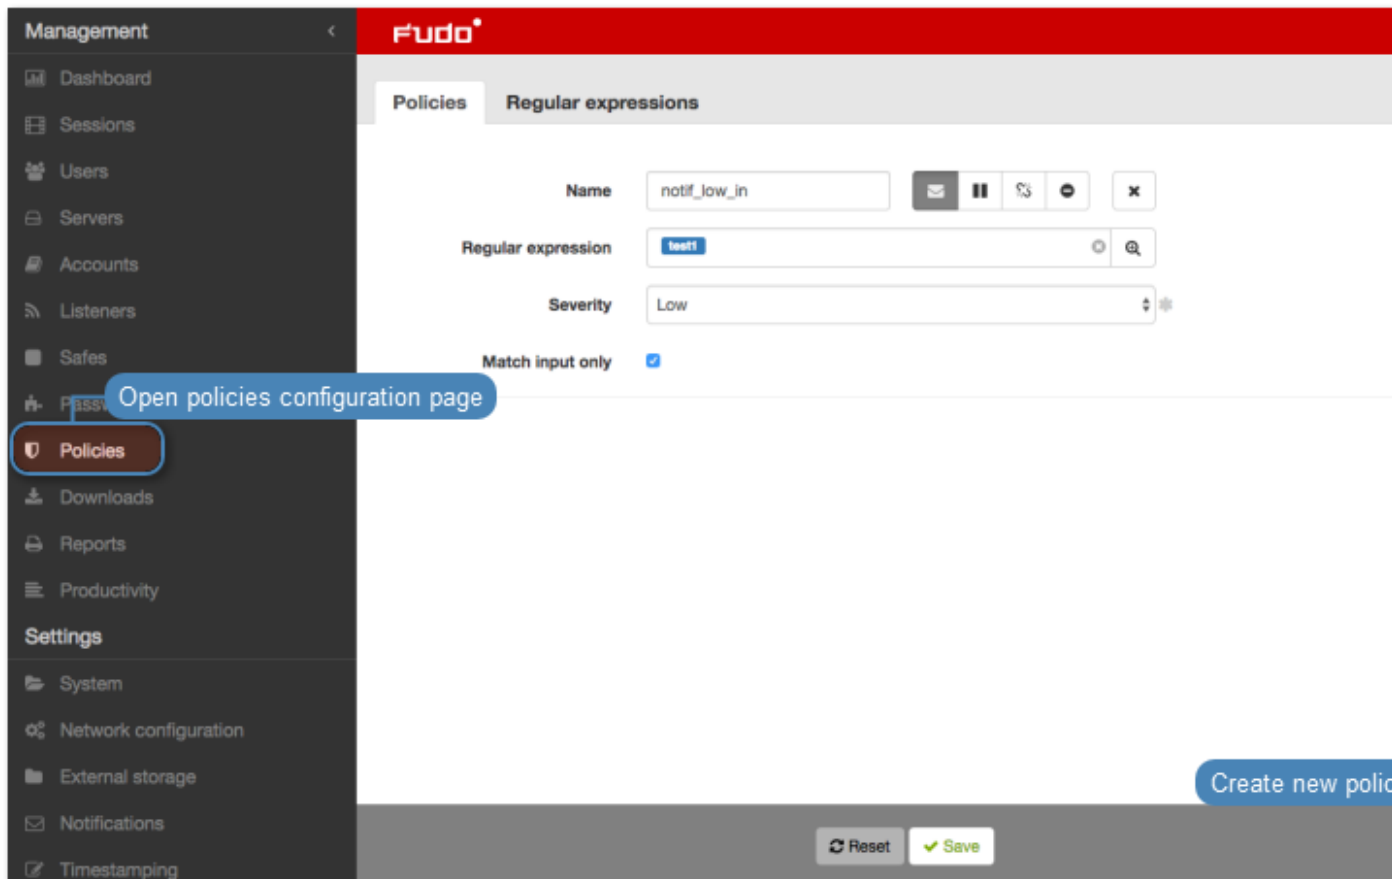 Management
Dashboard
Sessions
Users
Servers
Accounts
Listeners
Safes
Open policies configuration page
Policies
Downloads
Reports
Productivity
Settings
System
Network configuration
External storage
Notifications
Timestamping
FUDO
Policies Regular expressions
Name notif_low_in
Regular expression test1
Severity Low
Match input only
Create new polic
Reset Save